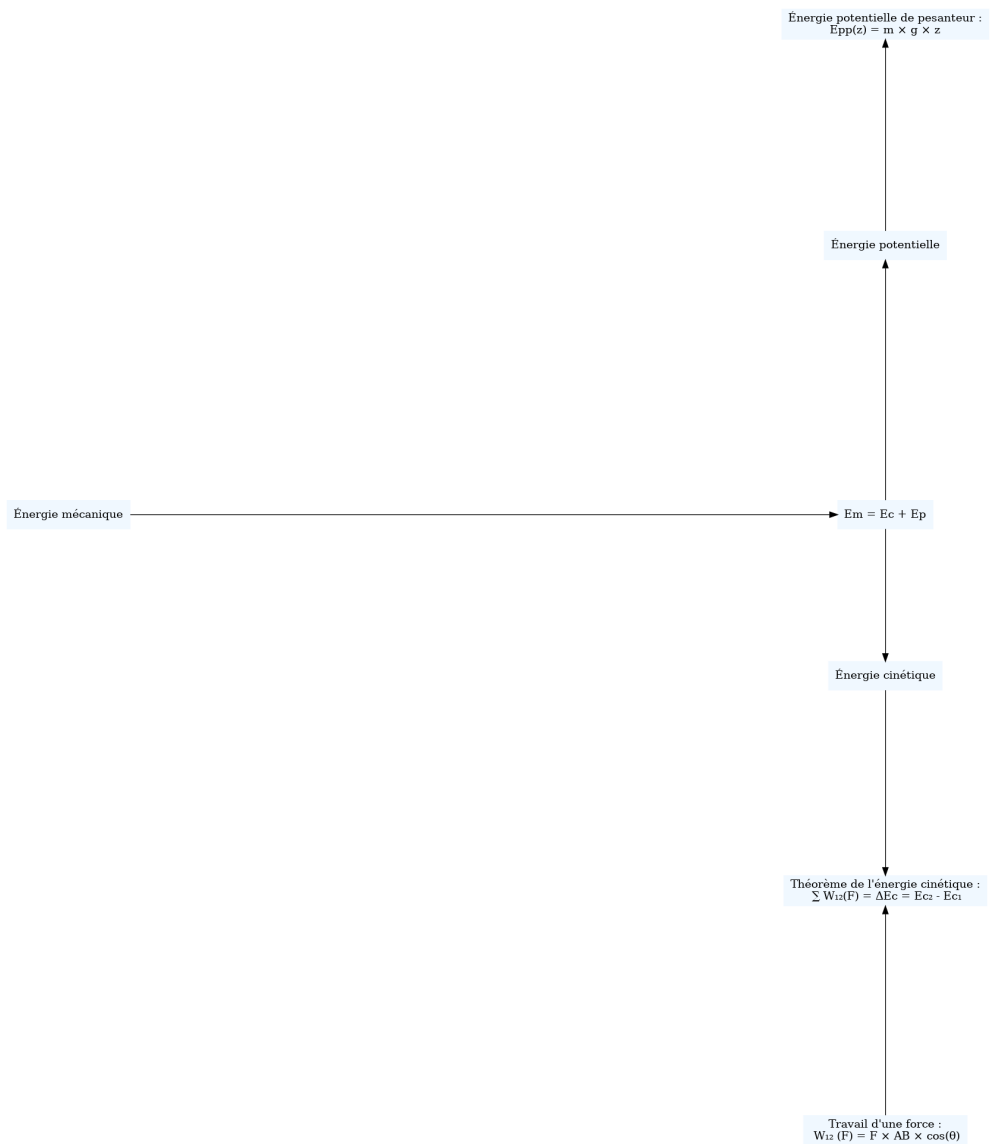 Énergie potentielle de pesanteur :
Epp(z) = m × g × z
Énergie potentielle
Énergie mécanique
Em = Ec + Ep
Énergie cinétique
Théorème de l'énergie cinétique :
∑ W₁₂(F) = ΔEc = Ec₂ - Ec₁
Travail d'une force :
W₁₂ (F) = F × AB × cos(θ)